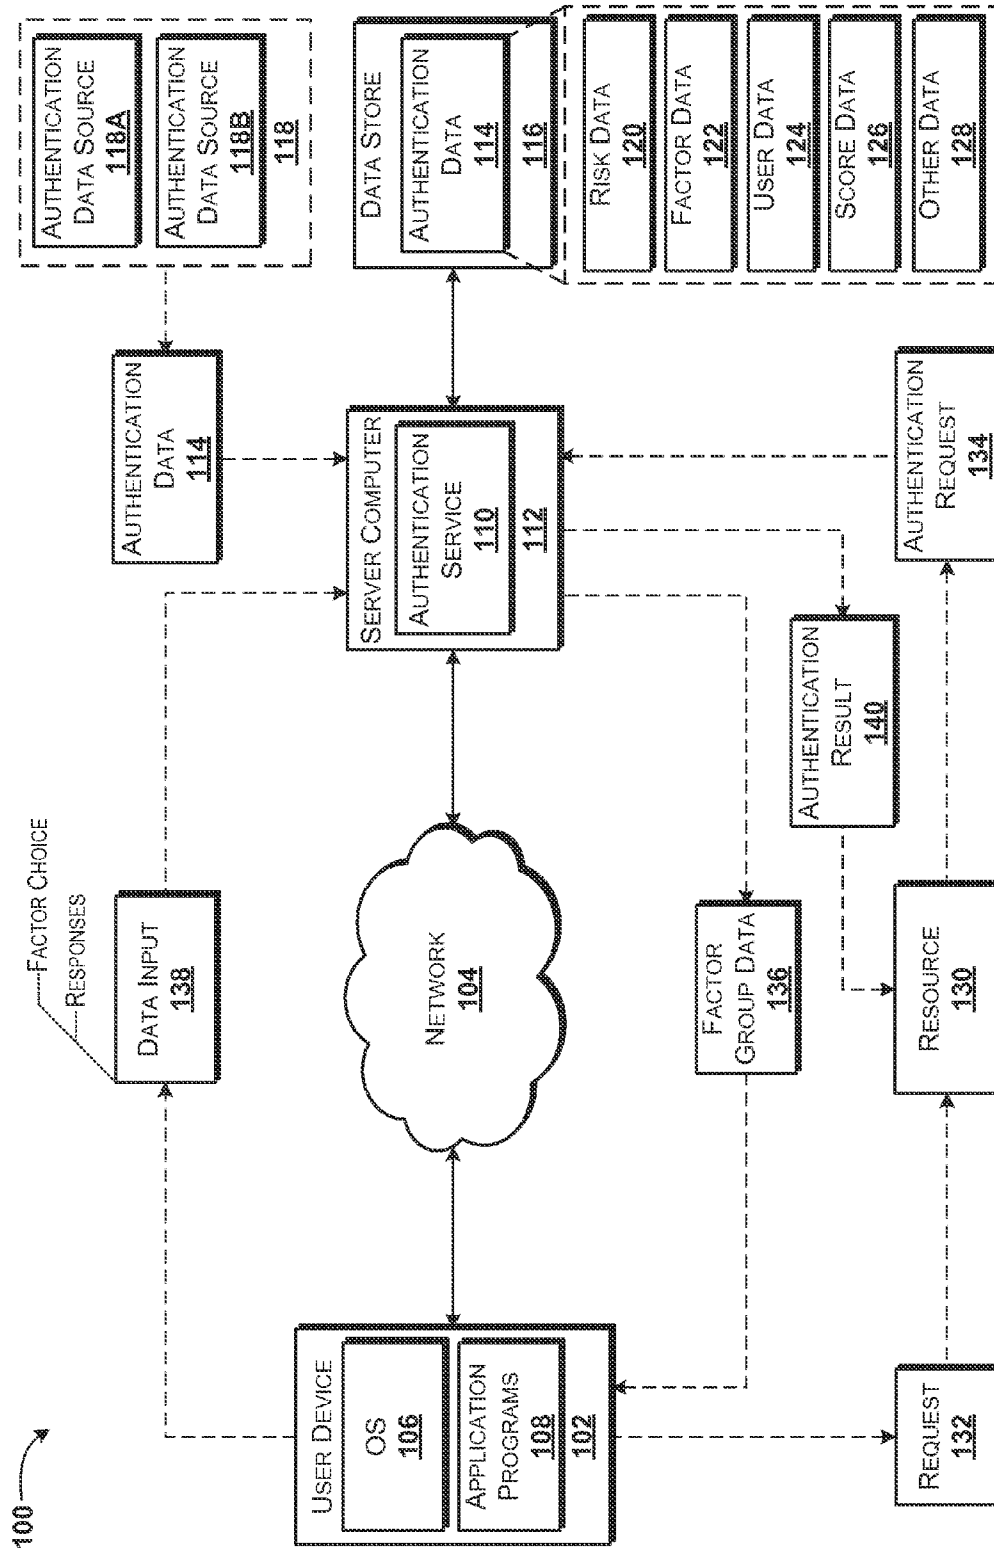 100
FACTOR CHOICE
RESPONSES
DATA INPUT
138
AUTHENTICATION
DATA
114
AUTHENTICATION
DATA SOURCE
118A
AUTHENTICATION
DATA SOURCE
118B
118
USER DEVICE
OS
106
APPLICATION
PROGRAMS
108
102
NETWORK
104
SERVER COMPUTER
AUTHENTICATION
SERVICE
110
112
DATA STORE
AUTHENTICATION
DATA
114
116
RISK DATA
120
FACTOR DATA
122
USER DATA
124
SCORE DATA
126
OTHER DATA
128
FACTOR
GROUP DATA
136
AUTHENTICATION
RESULT
140
REQUEST
132
RESOURCE
130
AUTHENTICATION
REQUEST
134